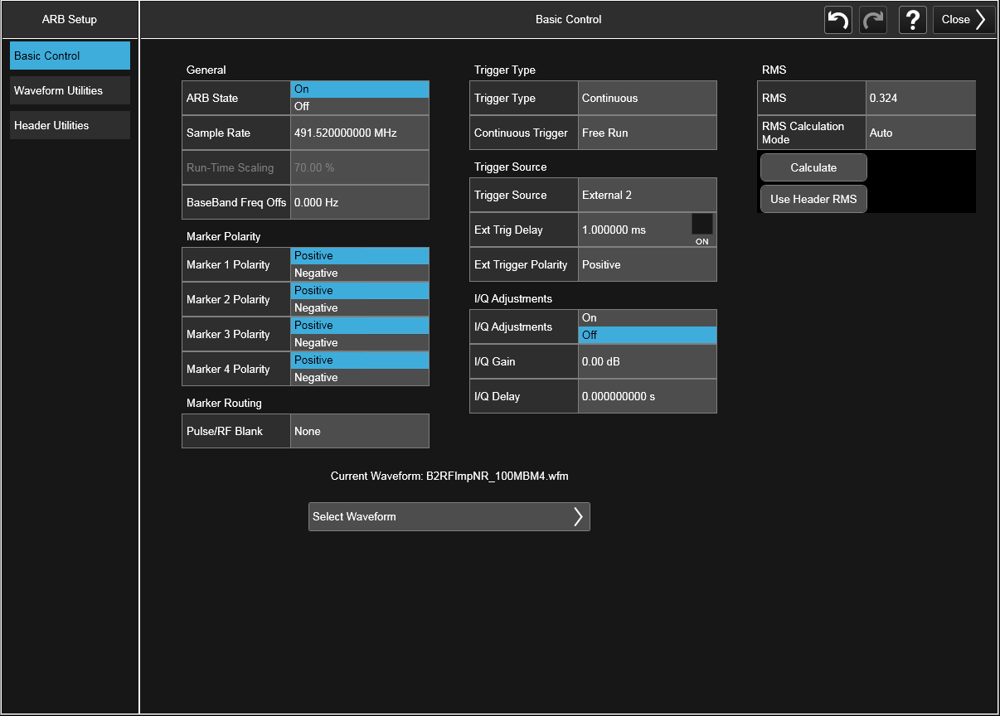 ARB Setup
Basic Control
Close
Basic Control
Waveform Utilities
Header Utilities
General
ARB State
On
Off
Sample Rate
491.520000000 MHz
Run-Time Scaling
70.00 %
BaseBand Freq Offs
0.000 Hz
Marker Polarity
Marker 1 Polarity
Positive
Negative
Marker 2 Polarity
Positive
Negative
Marker 3 Polarity
Positive
Negative
Marker 4 Polarity
Positive
Negative
Marker Routing
Pulse/RF Blank
None
Trigger Type
Trigger Type
Continuous
Continuous Trigger
Free Run
Trigger Source
Trigger Source
External 2
Ext Trig Delay
1.000000 ms
ON
Ext Trigger Polarity
Positive
I/Q Adjustments
I/Q Adjustments
On
Off
I/Q Gain
0.00 dB
I/Q Delay
0.000000000 s
RMS
RMS
0.324
RMS Calculation
Mode
Auto
Calculate
Use Header RMS
Current Waveform: B2RFImpNR_100MBM4.wfm
Select Waveform